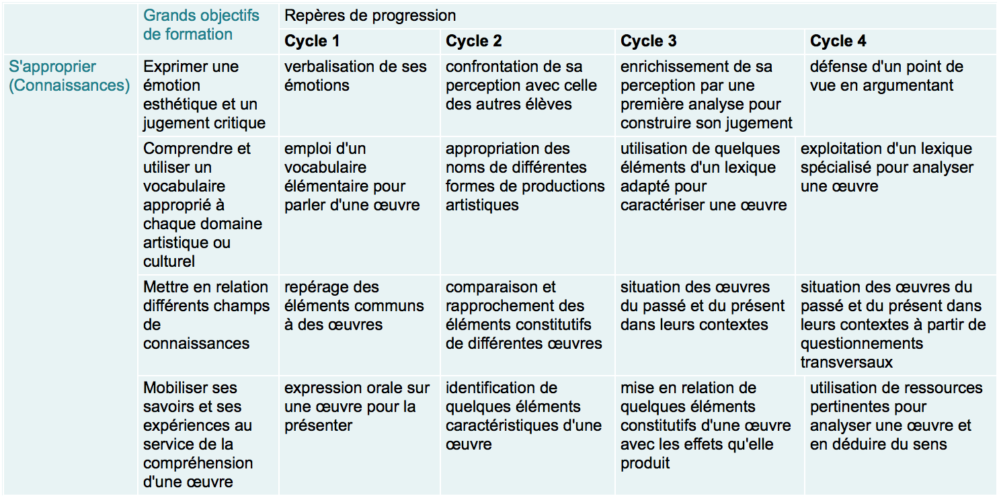 Grands objectifs
de formation
Repères de progression
Cycle 1
Cycle 2
Cycle 3
Cycle 4
S'approprier
(Connaissances)
Exprimer une
émotion
esthétique et un
jugement critique
verbalisation de ses
émotions
confrontation de sa
perception avec celle
des autres élèves
enrichissement de sa
perception par une
première analyse pour
construire son jugement
défense d'un point de
vue en argumentant
Comprendre et
utiliser un
vocabulaire
approprié à
chaque domaine
artistique ou
culturel
emploi d'un
vocabulaire
élémentaire pour
parler d'une œuvre
appropriation des
noms de différentes
formes de productions
artistiques
utilisation de quelques
éléments d'un lexique
adapté pour
caractériser une œuvre
exploitation d'un lexique
spécialisé pour analyser
une œuvre
Mettre en relation
différents champs
de
connaissances
repérage des
éléments communs
à des œuvres
comparaison et
rapprochement des
éléments constitutifs
de différentes œuvres
situation des œuvres
du passé et du présent
dans leurs contextes
situation des œuvres du
passé et du présent dans
leurs contextes à partir de
questionnements
transversaux
Mobiliser ses
savoirs et ses
expériences au
service de la
compréhension
d'une œuvre
expression orale sur
une œuvre pour la
présenter
identification de
quelques éléments
caractéristiques d'une
œuvre
mise en relation de
quelques éléments
constitutifs d'une œuvre
avec les effets qu'elle
produit
utilisation de ressources
pertinentes pour
analyser une œuvre et
en déduire du sens